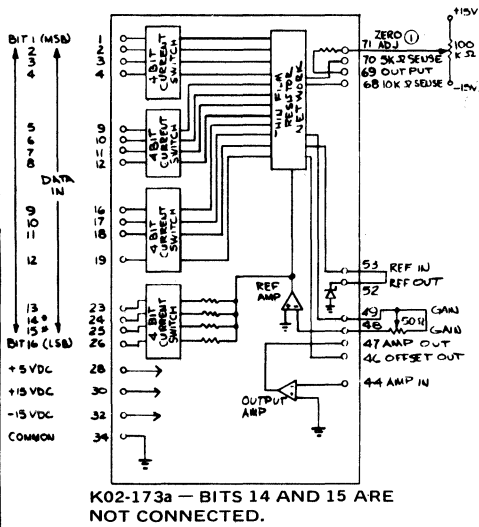 +15V
BIT 1 (MSB) 1
2 2
3 3
4 4
4 BIT CURRENT SWITCH
5 9
6 10
7 11
8 12
4 BIT CURRENT SWITCH
DATA IN
9 16
10 17
11 18
12 19
4 BIT CURRENT SWITCH
13 23
14* 24
15* 25
BIT 16 (LSB) 26
4 BIT CURRENT SWITCH
+5 VDC 28
+15 VDC 30
-15 VDC 32
COMMON 34
THIN FILM RESISTOR NETWORK
ZERO ①
71 ADJ
100 K Ω
70 5K Ω SENSE
69 OUTPUT
68 10K Ω SENSE
-15V
53 REF IN
REF OUT
52
REF AMP
49 GAIN
50Ω
48 GAIN
47 AMP OUT
46 OFFSET OUT
44 AMP IN
OUTPUT AMP
K02-173a — BITS 14 AND 15 ARE
NOT CONNECTED.